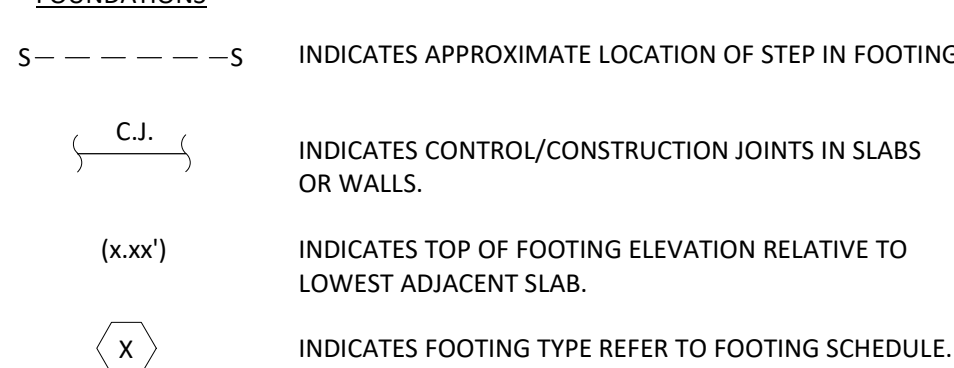 FOUNDATIONS
S— — — — — —S INDICATES APPROXIMATE LOCATION OF STEP IN FOOTING
C.J.
INDICATES CONTROL/CONSTRUCTION JOINTS IN SLABS
OR WALLS.
(x.xx') INDICATES TOP OF FOOTING ELEVATION RELATIVE TO
LOWEST ADJACENT SLAB.
X INDICATES FOOTING TYPE REFER TO FOOTING SCHEDULE.